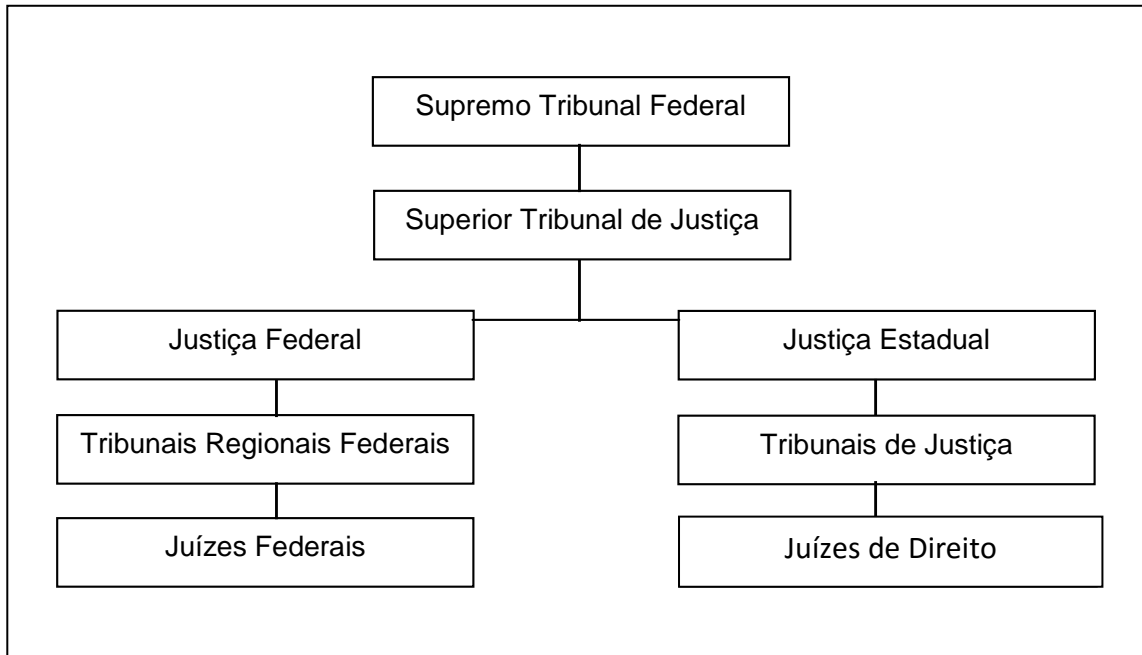 Supremo Tribunal Federal
Superior Tribunal de Justiça
Justiça Federal
Justiça Estadual
Tribunais Regionais Federais
Tribunais de Justiça
Juízes Federais
Juízes de Direito